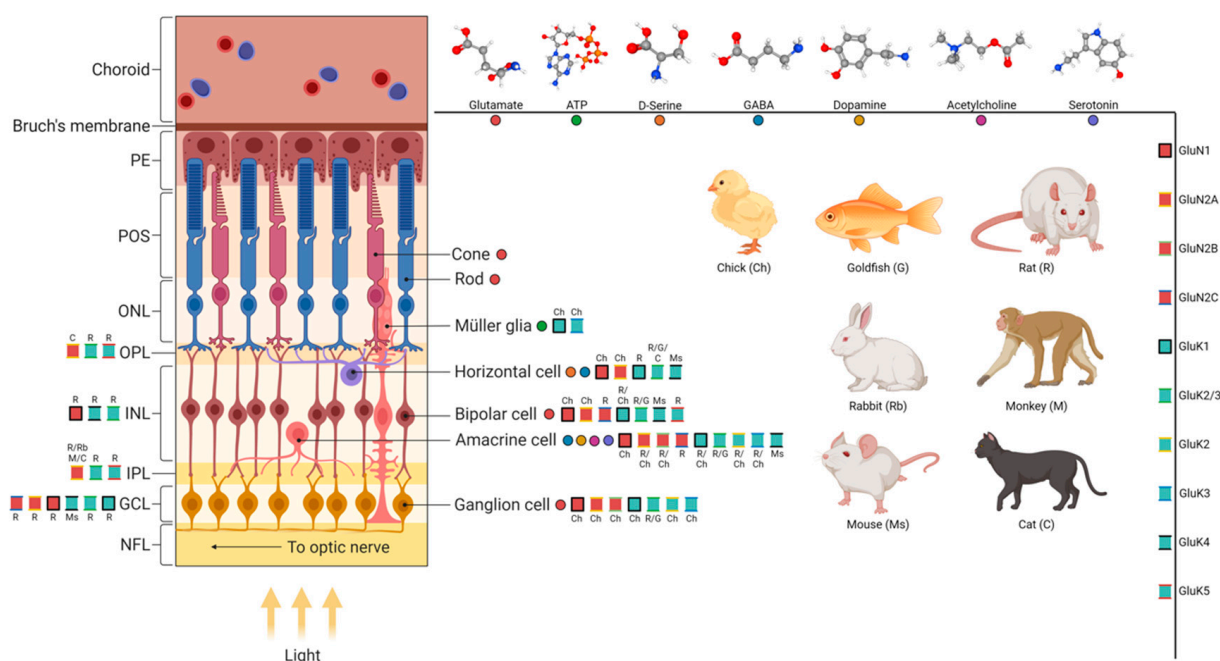 Choroid
Bruch's membrane
PE
POS
ONL
OPL
C R R
INL
R R R
IPL
R/Rb
M/C R R
GCL
R R R Ms R R
NFL
To optic nerve
Light
Glutamate ATP D-Serine GABA Dopamine Acetylcholine Serotonin
Cone
Rod
Müller glia
Ch Ch
Horizontal cell
R/G/
Ch Ch R C Ms
Bipolar cell
R/
Ch Ch R Ch R/G Ms R
Amacrine cell
R/ R/ R/ R/ R/
Ch Ch Ch R Ch R/G Ch Ch Ms
Ganglion cell
Ch Ch Ch Ch R/G Ch Ch
Chick (Ch) Goldfish (G) Rat (R)
Rabbit (Rb) Monkey (M)
Mouse (Ms) Cat (C)
GluN1
GluN2A
GluN2B
GluN2C
GluK1
GluK2/3
GluK2
GluK3
GluK4
GluK5